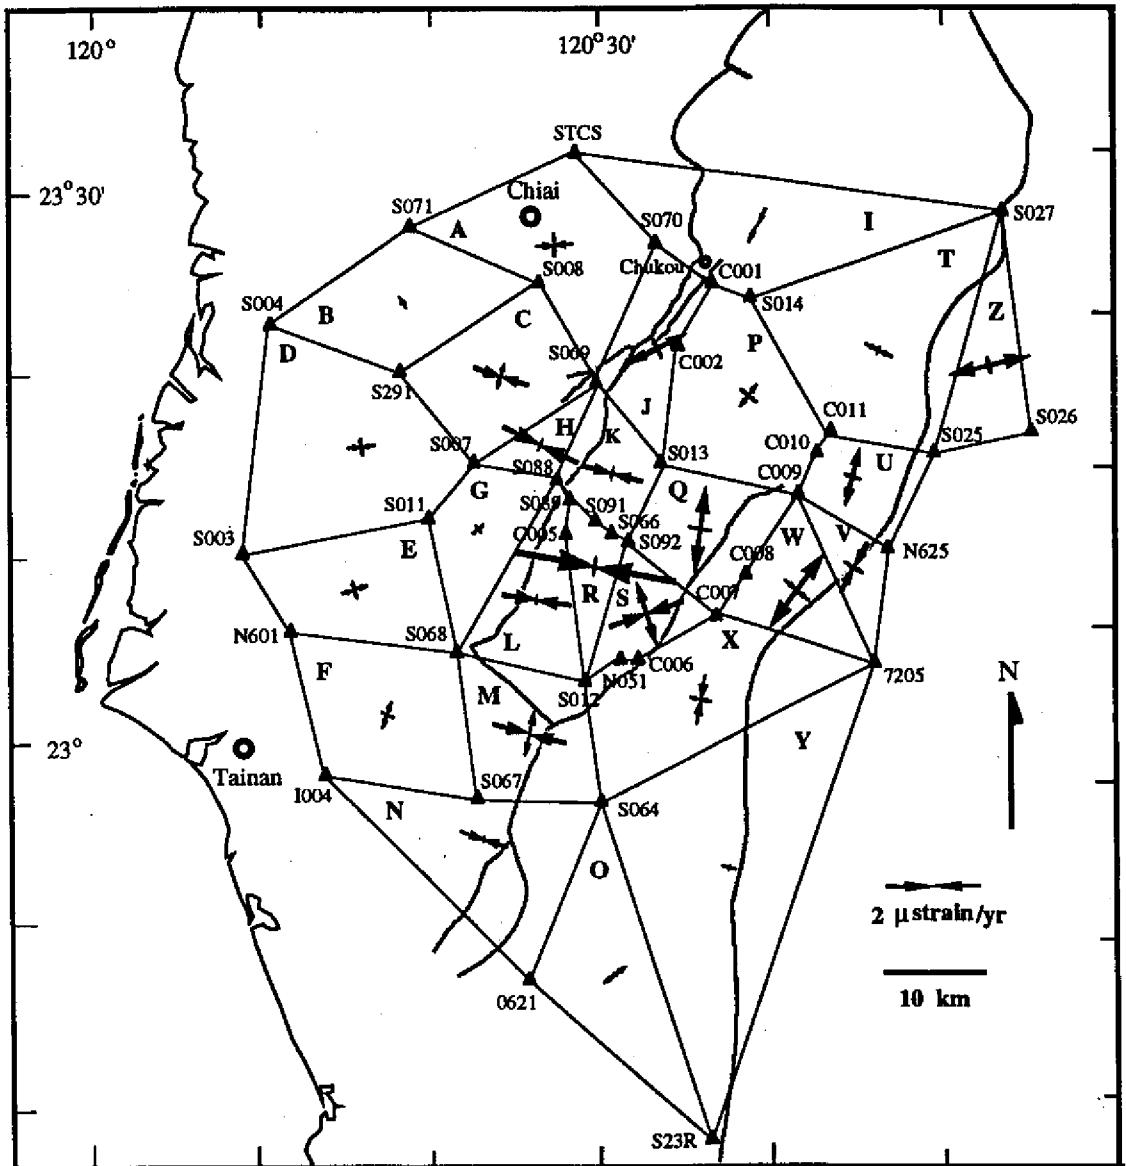 120°
120°30'
STCS
Chiai
23°30'
S071
A
S070
I
S027
Chukou
C001
T
S008
S014
S004
B
C
P
Z
D
S069
C002
S291
J
C011
S026
H
K
C010
S025
S007
S013
U
S088
C009
G
Q
S011
S089
S091
S003
E
C005
S066
S092
W
V
N625
C008
R
S
C007
N601
S068
L
X
C006
N
F
S012
N051
7205
M
23°
Y
Tainan
I004
S067
S064
N
O
2 μstrain/yr
0621
10 km
S23R